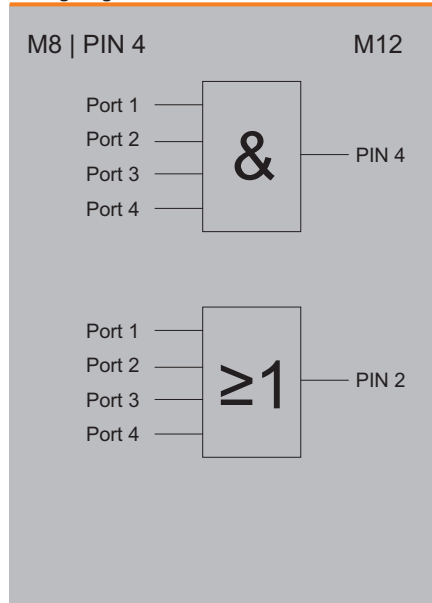 M8 | PIN 4 M12
Port 1
Port 2
Port 3
Port 4
&
PIN 4
Port 1
Port 2
Port 3
Port 4
≥1
PIN 2